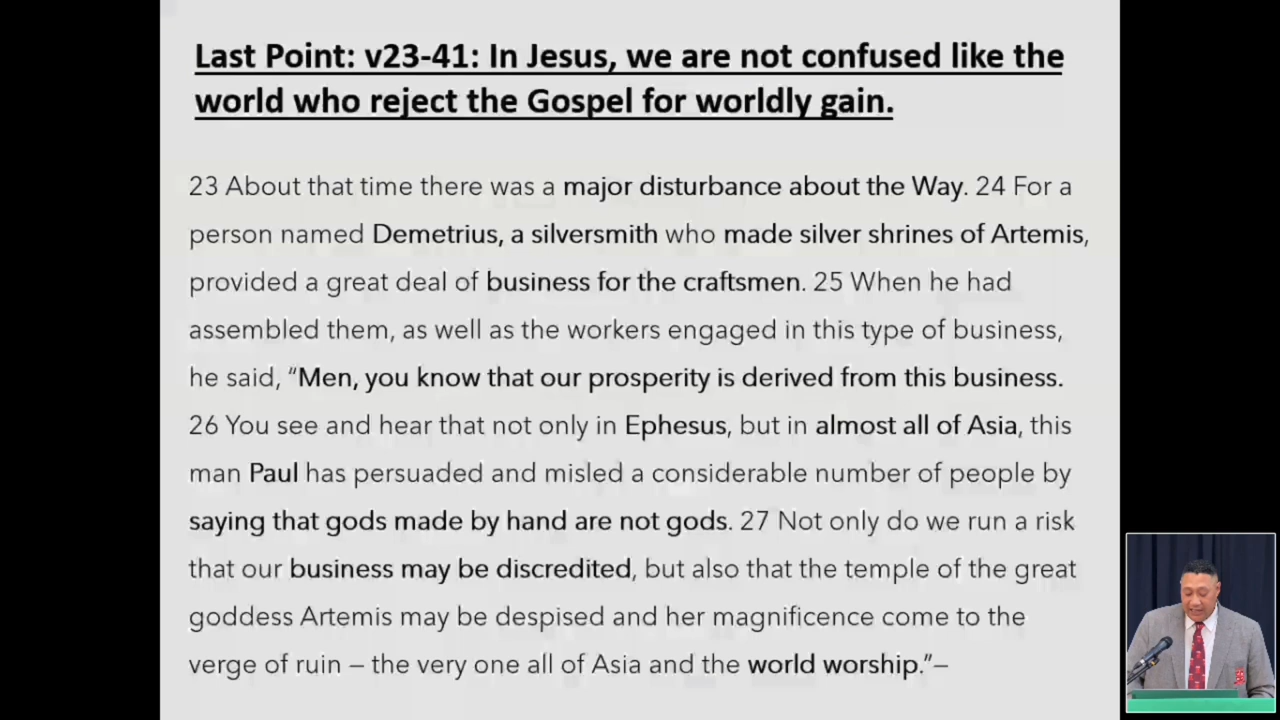 Last Point: v23-41: In Jesus, we are not confused like the
world who reject the Gospel for worldly gain.
23 About that time there was a major disturbance about the Way. 24 For a
person named Demetrius, a silversmith who made silver shrines of Artemis,
provided a great deal of business for the craftsmen. 25 When he had
assembled them, as well as the workers engaged in this type of business,
he said, “Men, you know that our prosperity is derived from this business.
26 You see and hear that not only in Ephesus, but in almost all of Asia, this
man Paul has persuaded and misled a considerable number of people by
saying that gods made by hand are not gods. 27 Not only do we run a risk
that our business may be discredited, but also that the temple of the great
goddess Artemis may be despised and her magnificence come to the
verge of ruin – the very one all of Asia and the world worship.”–